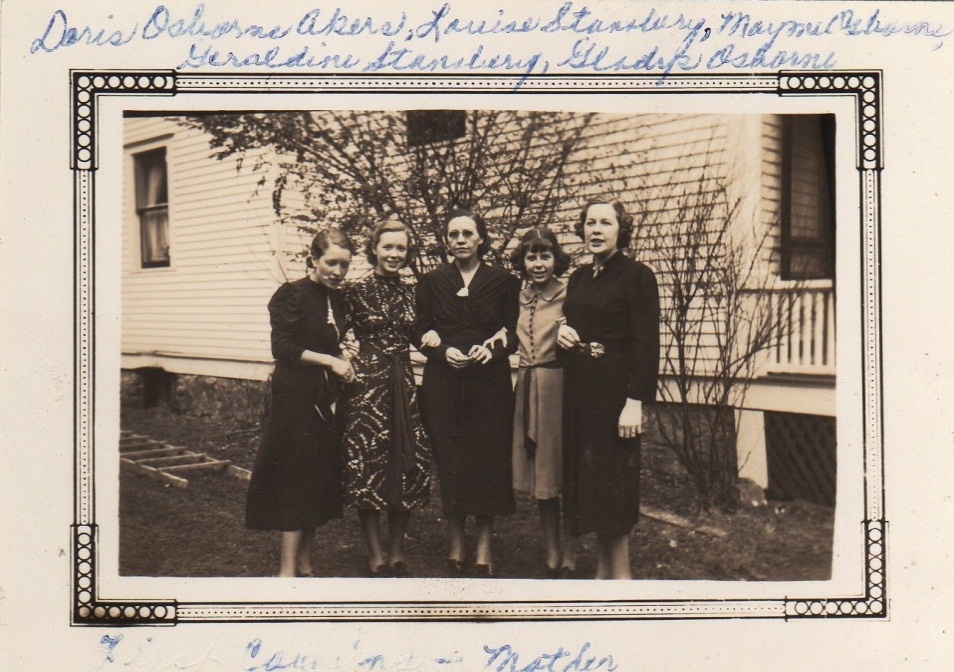 Doris Osborne Akers, Louise Stansbury, Mayme Osborne,
Geraldine Stansbury, Gladys Osborne
First Cousins - Mother